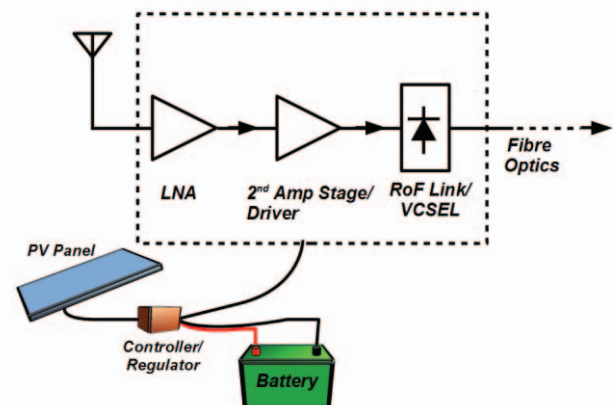 LNA
2nd Amp Stage/
Driver
RoF Link/
VCSEL
Fibre
Optics
PV Panel
Controller/
Regulator
Battery